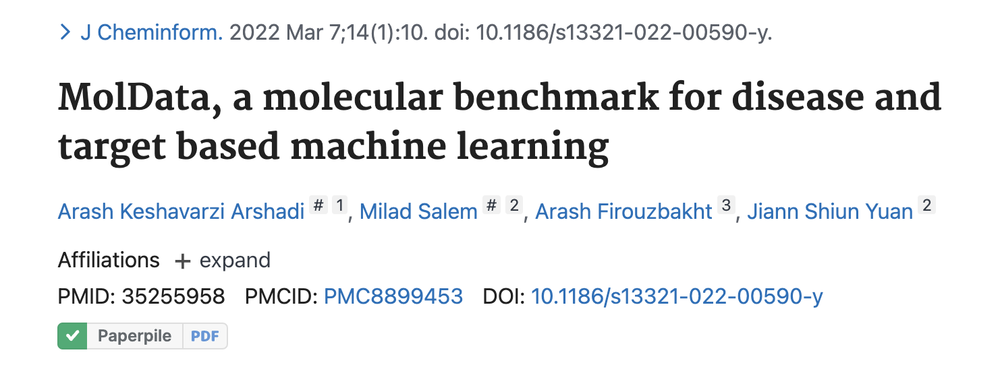 > J Cheminform. 2022 Mar 7;14(1):10. doi: 10.1186/s13321-022-00590-y.
MolData, a molecular benchmark for disease and
target based machine learning
Arash Keshavarzi Arshadi # 1, Milad Salem # 2, Arash Firouzbakht 3, Jiann Shiun Yuan 2
Affiliations + expand
PMID: 35255958 PMCID: PMC8899453 DOI: 10.1186/s13321-022-00590-y
Paperpile PDF